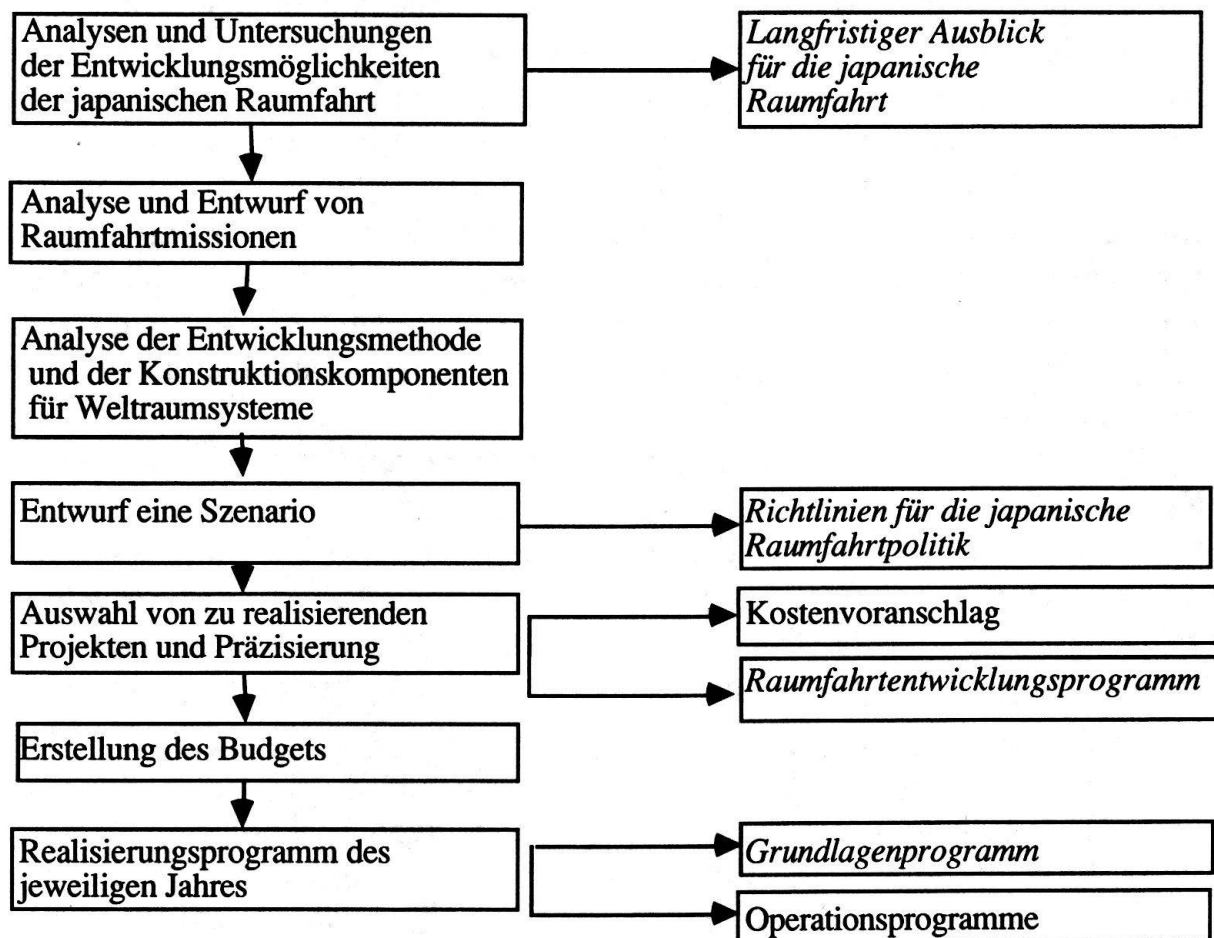 Analysen und Untersuchungen
der Entwicklungsmöglichkeiten
der japanischen Raumfahrt
Langfristiger Ausblick
für die japanische
Raumfahrt
Analyse und Entwurf von
Raumfahrtmissionen
Analyse der Entwicklungsmethode
und der Konstruktionskomponenten
für Weltraumsysteme
Entwurf eine Szenario
Richtlinien für die japanische
Raumfahrtpolitik
Auswahl von zu realisierenden
Projekten und Präzisierung
Kostenvoranschlag
Raumfahrtentwicklungsprogramm
Erstellung des Budgets
Realisierungsprogramm des
jeweiligen Jahres
Grundlagenprogramm
Operationsprogramme